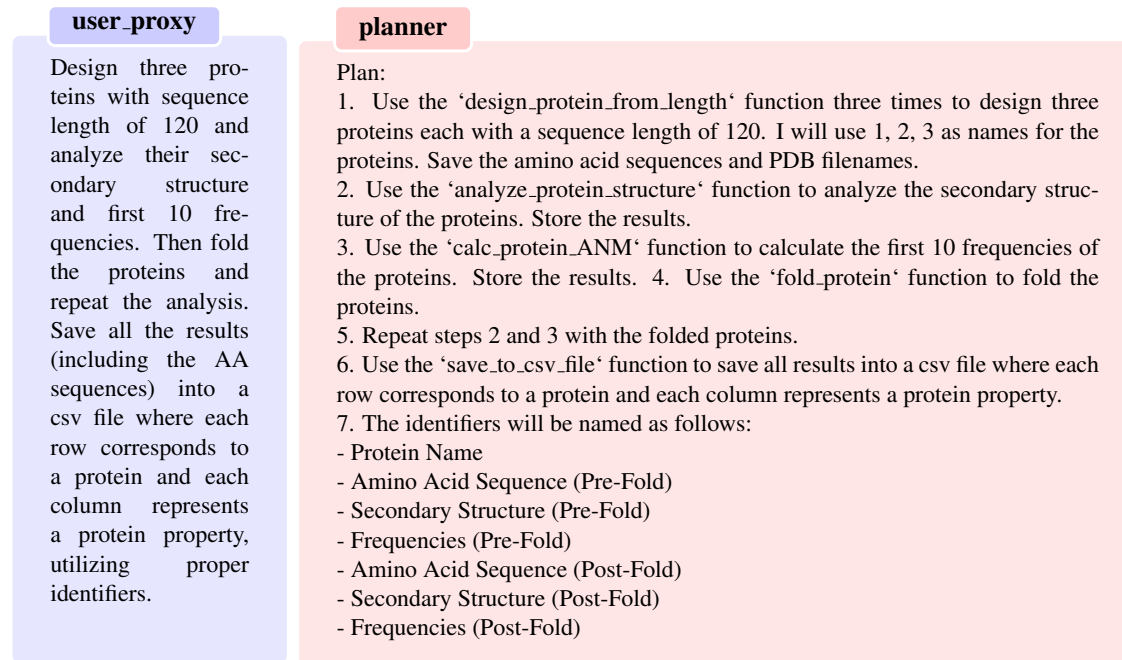 user_proxy
Design three pro-
teins with sequence
length of 120 and
analyze their sec-
ondary structure
and first 10 fre-
quencies. Then fold
the proteins and
repeat the analysis.
Save all the results
(including the AA
sequences) into a
csv file where each
row corresponds to
a protein and each
column represents
a protein property,
utilizing proper
identifiers.
planner
Plan:
1. Use the ‘design_protein_from_length‘ function three times to design three
proteins each with a sequence length of 120. I will use 1, 2, 3 as names for the
proteins. Save the amino acid sequences and PDB filenames.
2. Use the ‘analyze_protein_structure‘ function to analyze the secondary struc-
ture of the proteins. Store the results.
3. Use the ‘calc_protein_ANM‘ function to calculate the first 10 frequencies of
the proteins. Store the results. 4. Use the ‘fold_protein‘ function to fold the
proteins.
5. Repeat steps 2 and 3 with the folded proteins.
6. Use the ‘save_to_csv_file‘ function to save all results into a csv file where each
row corresponds to a protein and each column represents a protein property.
7. The identifiers will be named as follows:
- Protein Name
- Amino Acid Sequence (Pre-Fold)
- Secondary Structure (Pre-Fold)
- Frequencies (Pre-Fold)
- Amino Acid Sequence (Post-Fold)
- Secondary Structure (Post-Fold)
- Frequencies (Post-Fold)